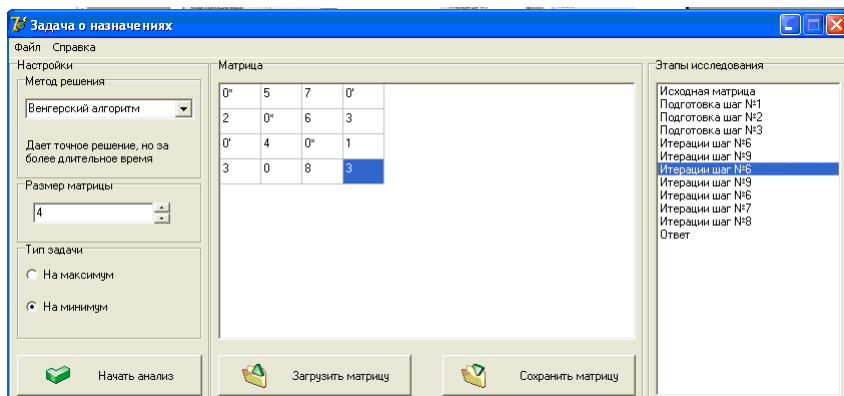 Задача о назначениях
Файл Справка
Настройки
Метод решения
Венгерский алгоритм
Дает точное решение, но за
более длительное время
Размер матрицы
4
Тип задачи
На максимум
На минимум
Начать анализ
Матрица
0* 5 7 0'
2 0* 6 3
0' 4 0* 1
3 0 8 3
Загрузить матрицу
Сохранить матрицу
Этапы исследования
Исходная матрица
Подготовка шаг №1
Подготовка шаг №2
Подготовка шаг №3
Итерации шаг №6
Итерации шаг №9
Итерации шаг №6
Итерации шаг №9
Итерации шаг №6
Итерации шаг №7
Итерации шаг №8
Ответ